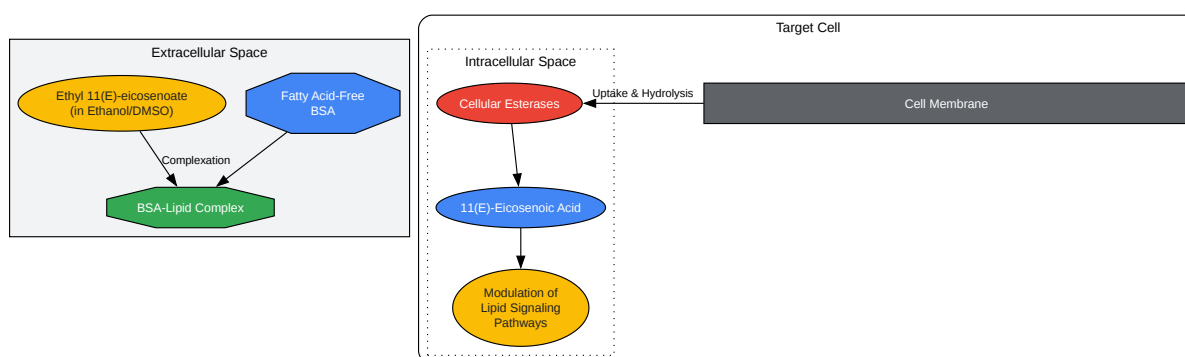 Extracellular Space
Ethyl 11(E)-eicosenoate
(in Ethanol/DMSO)
Fatty Acid-Free
BSA
Complexation
BSA-Lipid Complex
Target Cell
Intracellular Space
Cellular Esterases
Uptake & Hydrolysis
Cell Membrane
11(E)-Eicosenoic Acid
Modulation of
Lipid Signaling
Pathways